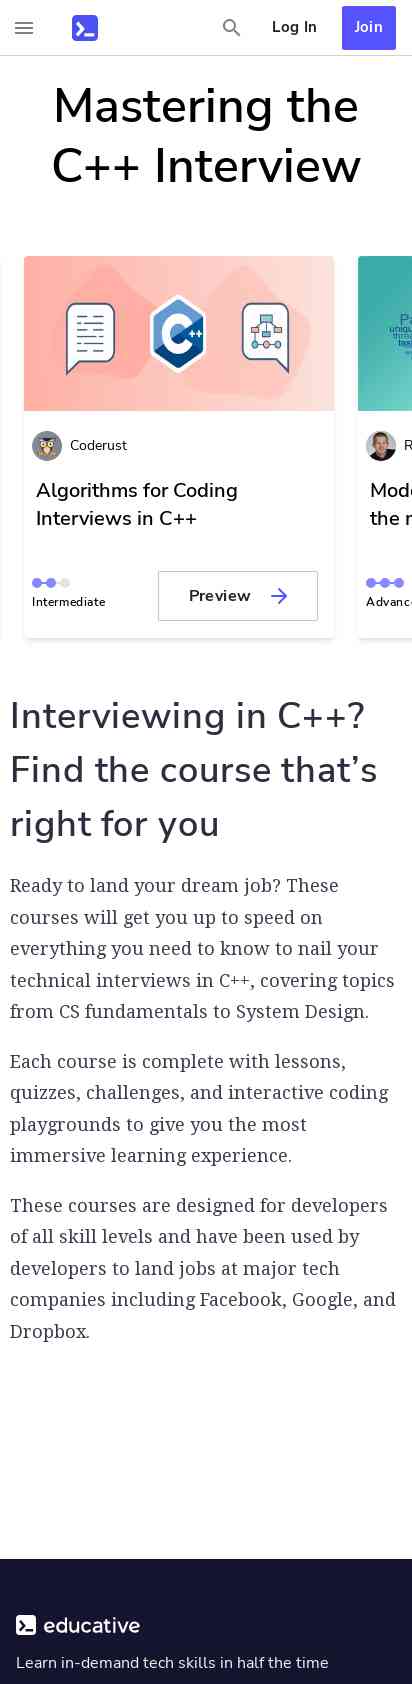 Log In
Join
Mastering the
C++ Interview
C++
Coderust
Algorithms for Coding
Interviews in C++
Intermediate
Preview
Interviewing in C++?
Find the course that’s
right for you
Ready to land your dream job? These
courses will get you up to speed on
everything you need to know to nail your
technical interviews in C++, covering topics
from CS fundamentals to System Design.
Each course is complete with lessons,
quizzes, challenges, and interactive coding
playgrounds to give you the most
immersive learning experience.
These courses are designed for developers
of all skill levels and have been used by
developers to land jobs at major tech
companies including Facebook, Google, and
Dropbox.
educative
Learn in-demand tech skills in half the time